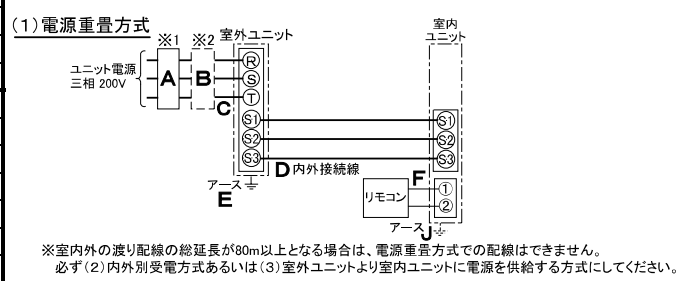 (1)電源重畳方式
※1 ※2 室外ユニット
室内
ユニット
ユニット電源
三相 200V
A B C
R
S
T
S1 S1
S2 S2
S3 S3
D 内外接続線
アース
E
F
リモコン
①
②
アース J
※室内外の渡り配線の総延長が80m以上となる場合は、電源重畳方式での配線はできません。
必ず(2)内外別受電方式あるいは(3)室外ユニットより室内ユニットに電源を供給する方式にしてください。